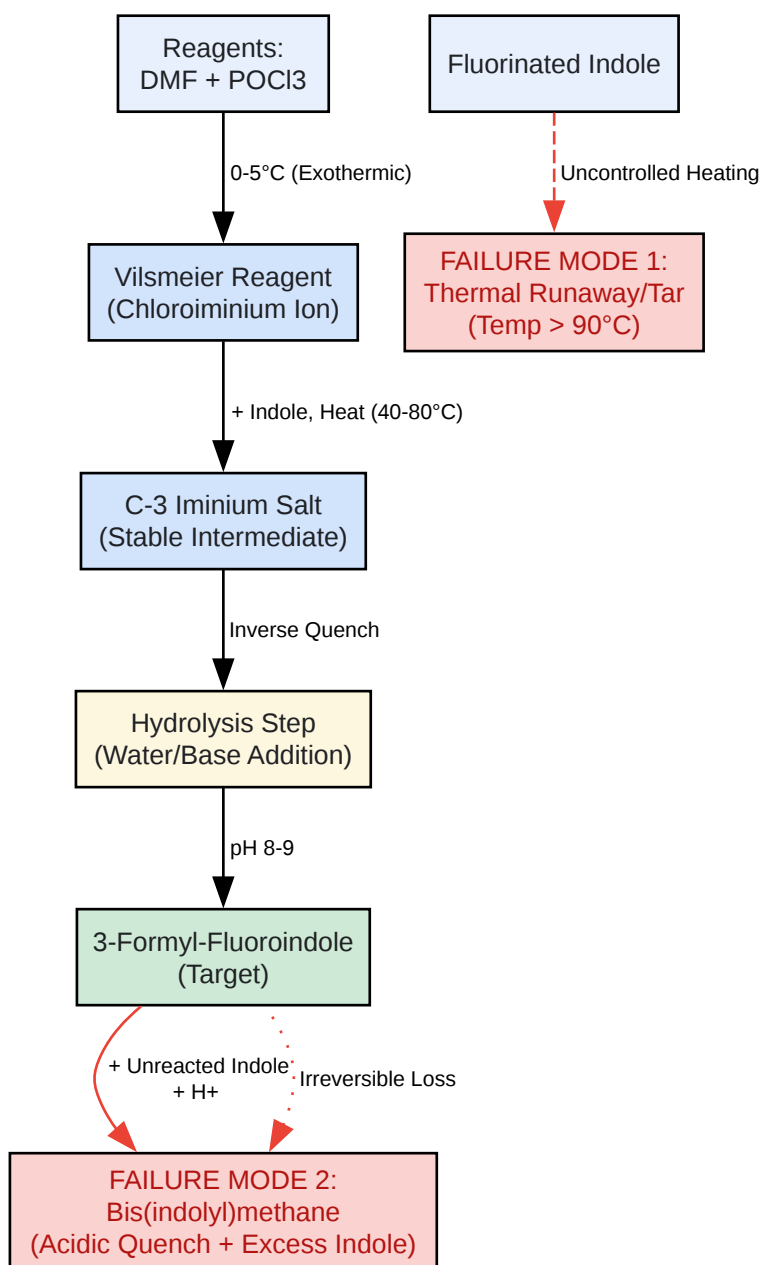 Reagents:
DMF + POCl3
Fluorinated Indole
0-5°C (Exothermic)
Uncontrolled Heating
Vilsmeier Reagent
(Chloroiminium Ion)
FAILURE MODE 1:
Thermal Runaway/Tar
(Temp > 90°C)
+ Indole, Heat (40-80°C)
C-3 Iminium Salt
(Stable Intermediate)
Inverse Quench
Hydrolysis Step
(Water/Base Addition)
pH 8-9
3-Formyl-Fluoroindole
(Target)
+ Unreacted Indole
+ H+
Irreversible Loss
FAILURE MODE 2:
Bis(indolyl)methane
(Acidic Quench + Excess Indole)